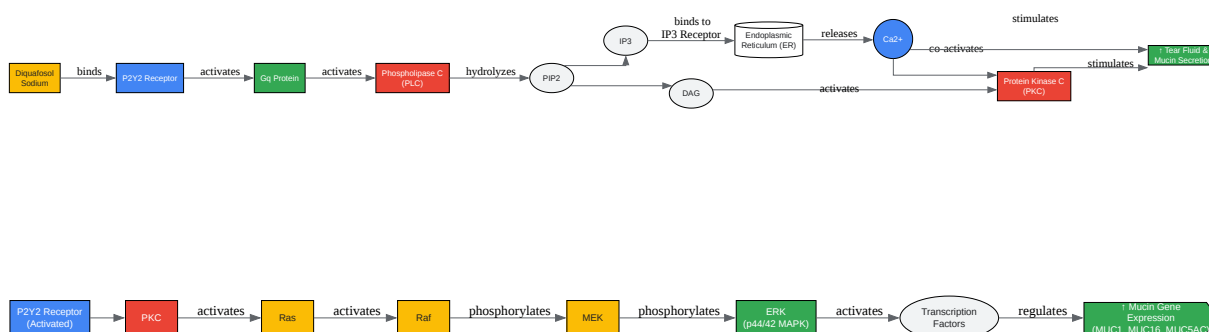 stimulates
binds to
IP3 Receptor
IP3
Endoplasmic
Reticulum (ER)
releases
Ca2+
co-activates
↑ Tear Fluid &
Mucin Secretion
stimulates
Diquafosol
Sodium
binds
P2Y2 Receptor
activates
Gq Protein
activates
Phospholipase C
(PLC)
hydrolyzes
PIP2
DAG
activates
Protein Kinase C
(PKC)
P2Y2 Receptor
(Activated)
PKC
activates
Ras
activates
Raf
phosphorylates
MEK
phosphorylates
ERK
(p44/42 MAPK)
activates
Transcription
Factors
regulates
↑ Mucin Gene
Expression
(MUC1, MUC16, MUC5AC)